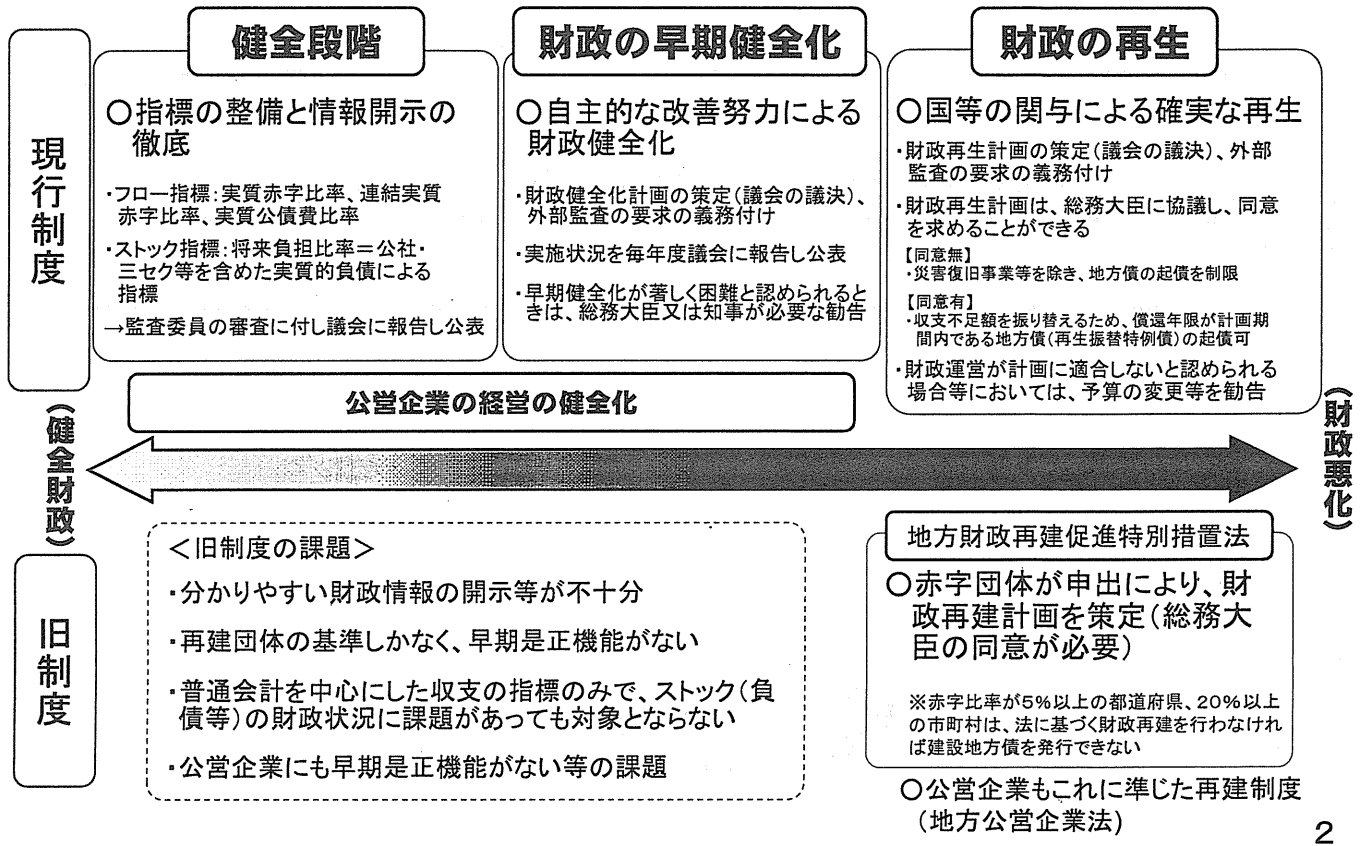 現行制度
健全段階
○指標の整備と情報開示の
徹底
・フロー指標：実質赤字比率、連結実質
赤字比率、実質公債費比率
・ストック指標：将来負担比率＝公社・
三セク等を含めた実質的負債による
指標
→監査委員の審査に付し議会に報告し公表
財政の早期健全化
○自主的な改善努力による
財政健全化
・財政健全化計画の策定(議会の議決)、
外部監査の要求の義務付け
・実施状況を毎年度議会に報告し公表
・早期健全化が著しく困難と認められると
きは、総務大臣又は知事が必要な勧告
財政の再生
○国等の関与による確実な再生
・財政再生計画の策定(議会の議決)、外部
監査の要求の義務付け
・財政再生計画は、総務大臣に協議し、同意
を求めることができる
【同意無】
・災害復旧事業等を除き、地方債の起債を制限
【同意有】
・収支不足額を振り替えるため、償還年限が計画期
間内である地方債(再生振替特例債)の起債可
・財政運営が計画に適合しないと認められる
場合等においては、予算の変更等を勧告
公営企業の経営の健全化
(健全財政)
(財政悪化)
旧制度
＜旧制度の課題＞
・分かりやすい財政情報の開示等が不十分
・再建団体の基準しかなく、早期是正機能がない
・普通会計を中心にした収支の指標のみで、ストック(負
債等)の財政状況に課題があっても対象とならない
・公営企業にも早期是正機能がない等の課題
地方財政再建促進特別措置法
○赤字団体が申出により、財
政再建計画を策定(総務大
臣の同意が必要)
※赤字比率が5%以上の都道府県、20%以上
の市町村は、法に基づく財政再建を行わなけれ
ば建設地方債を発行できない
○公営企業もこれに準じた再建制度
(地方公営企業法)
2